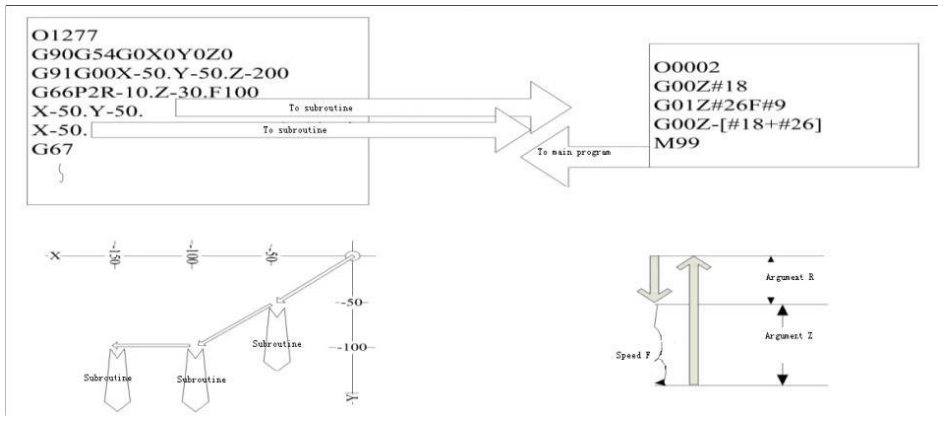 O1277
G90G54G0X0Y0Z0
G91G00X-50.Y-50.Z-200
G66P2R-10.Z-30.F100
X-50.Y-50.
To subroutine
X-50.
To subroutine
G67
To main program
O0002
G00Z#18
G01Z#26F#9
G00Z-[#18+#26]
M99
X
-150
-100
-50
-50
-100
Y
Subroutine
Subroutine
Subroutine
Argument R
Argument Z
Speed F